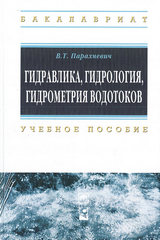 БАКАЛАВРИАТ
В.Т. Парахневич
ГИДРАВЛИКА, ГИДРОЛОГИЯ,
ГИДРОМЕТРИЯ ВОДОТОКОВ
УЧЕБНОЕ ПОСОБИЕ